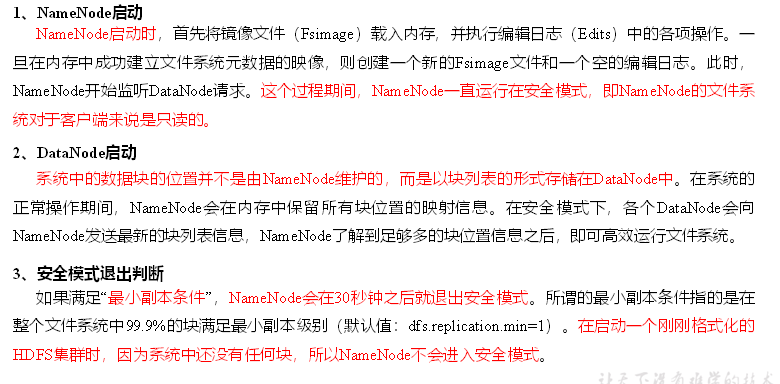 1、NameNode启动
NameNode启动时，首先将镜像文件（Fsimage）载入内存，并执行编辑日志（Edits）中的各项操作。一
旦在内存中成功建立文件系统元数据的映像，则创建一个新的Fsimage文件和一个空的编辑日志。此时，
NameNode开始监听DataNode请求。这个过程期间，NameNode一直运行在安全模式，即NameNode的文件系
统对于客户端来说是只读的。
2、DataNode启动
系统中的数据块的位置并不是由NameNode维护的，而是以块列表的形式存储在DataNode中。在系统的
正常操作期间，NameNode会在内存中保留所有块位置的映射信息。在安全模式下，各个DataNode会向
NameNode发送最新的块列表信息，NameNode了解到足够多的块位置信息之后，即可高效运行文件系统。
3、安全模式退出判断
如果满足“最小副本条件”，NameNode会在30秒钟之后就退出安全模式。所谓的最小副本条件指的是在
整个文件系统中99.9%的块满足最小副本级别（默认值：dfs.replication.min=1）。在启动一个刚刚格式化的
HDFS集群时，因为系统中还没有任何块，所以NameNode不会进入安全模式。